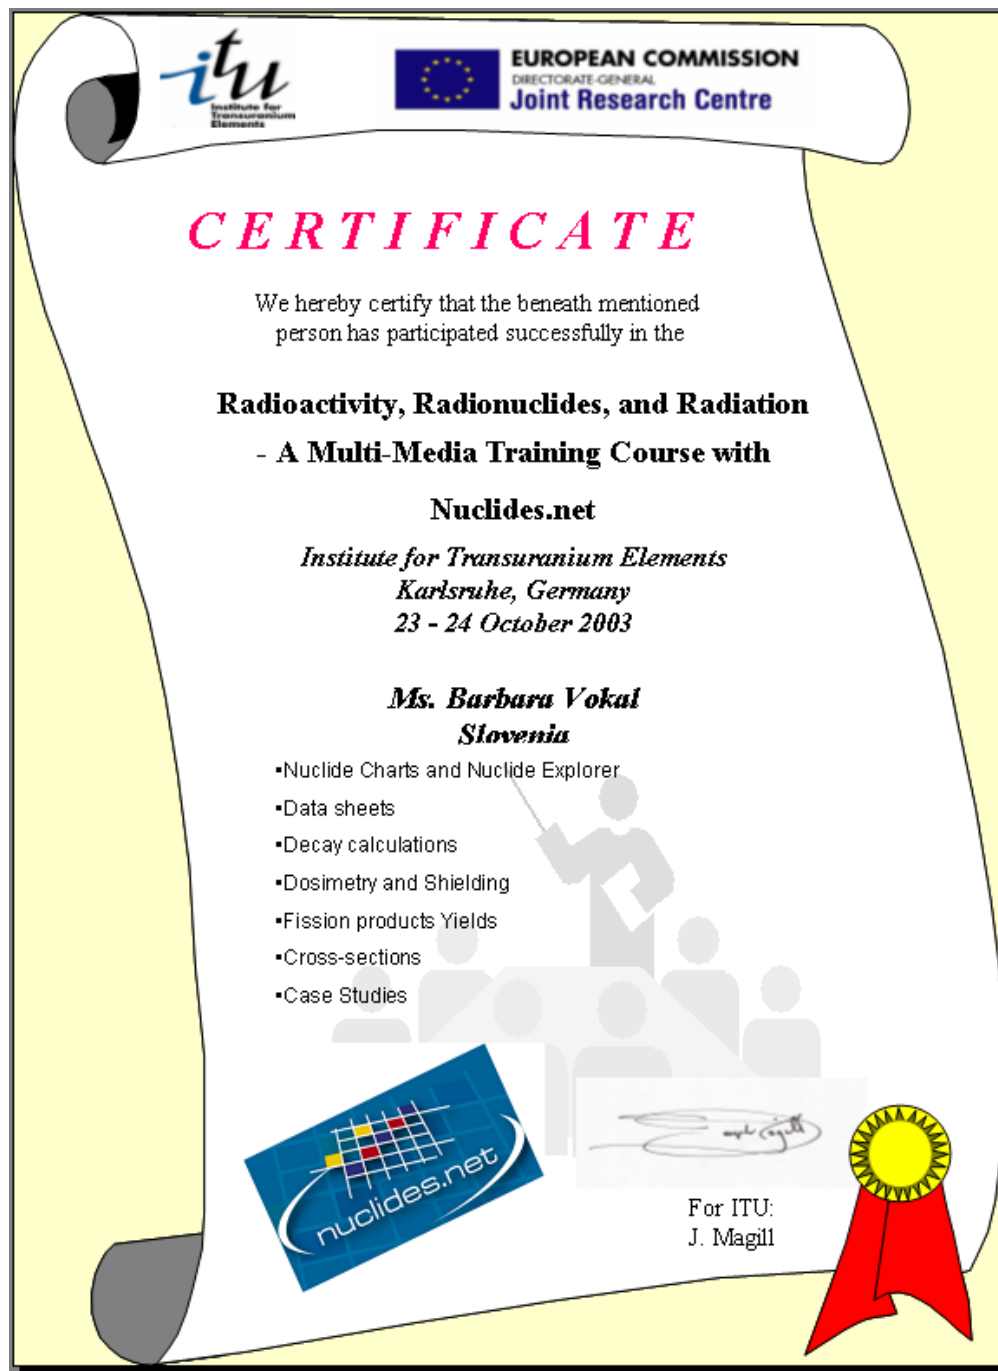 itu
Institute for
Transuranium
Elements
EUROPEAN COMMISSION
DIRECTORATE-GENERAL
Joint Research Centre
CERTIFICATE
We hereby certify that the beneath mentioned
person has participated successfully in the
Radioactivity, Radionuclides, and Radiation
- A Multi-Media Training Course with
Nuclides.net
Institute for Transuranium Elements
Karlsruhe, Germany
23 - 24 October 2003
Ms. Barbara Vokal
Slovenia
▪Nuclide Charts and Nuclide Explorer
▪Data sheets
▪Decay calculations
▪Dosimetry and Shielding
▪Fission products Yields
▪Cross-sections
▪Case Studies
nuclides.net
For ITU:
J. Magill